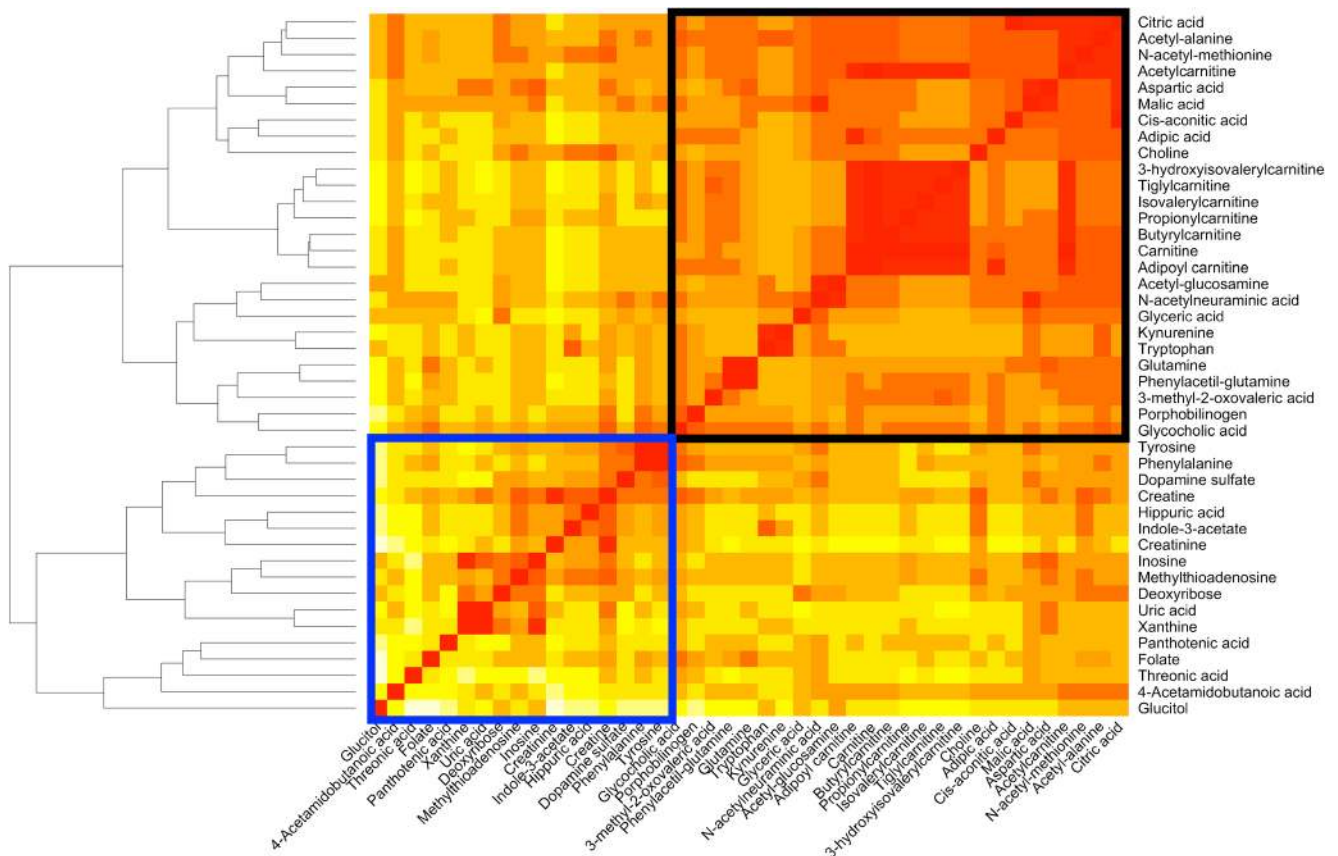 Citric acid
Acetyl-alanine
N-acetyl-methionine
Acetylcarnitine
Aspartic acid
Malic acid
Cis-aconitic acid
Adipic acid
Choline
3-hydroxyisovalerylcarnitine
Tiglylcarnitine
Isovalerylcarnitine
Propionylcarnitine
Butyrylcarnitine
Carnitine
Adipoyl carnitine
Acetyl-glucosamine
N-acetylneuraminic acid
Glyceric acid
Kynurenine
Tryptophan
Glutamine
Phenylacetil-glutamine
3-methyl-2-oxovaleric acid
Porphobilinogen
Glycocholic acid
Tyrosine
Phenylalanine
Dopamine sulfate
Creatine
Hippuric acid
Indole-3-acetate
Creatinine
Inosine
Methylthioadenosine
Deoxyribose
Uric acid
Xanthine
Panthotenic acid
Folate
Threonic acid
4-Acetamidobutanoic acid
Glucitol
Glucitol
4-Acetamidobutanoic acid
Threonic acid
Folate
Panthotenic acid
Xanthine
Uric acid
Deoxyribose
Methylthioadenosine
Inosine
Creatinine
Indole-3-acetate
Hippuric acid
Creatine
Dopamine sulfate
Phenylalanine
Tyrosine
Glycocholic acid
Porphobilinogen
3-methyl-2-oxovaleric acid
Phenylacetil-glutamine
Glutamine
Tryptophan
Kynurenine
Glyceric acid
N-acetylneuraminic acid
Acetyl-glucosamine
Adipoyl carnitine
Carnitine
Butyrylcarnitine
Propionylcarnitine
Isovalerylcarnitine
Tiglylcarnitine
3-hydroxyisovalerylcarnitine
Choline
Adipic acid
Cis-aconitic acid
Malic acid
Aspartic acid
Acetylcarnitine
N-acetyl-methionine
Acetyl-alanine
Citric acid